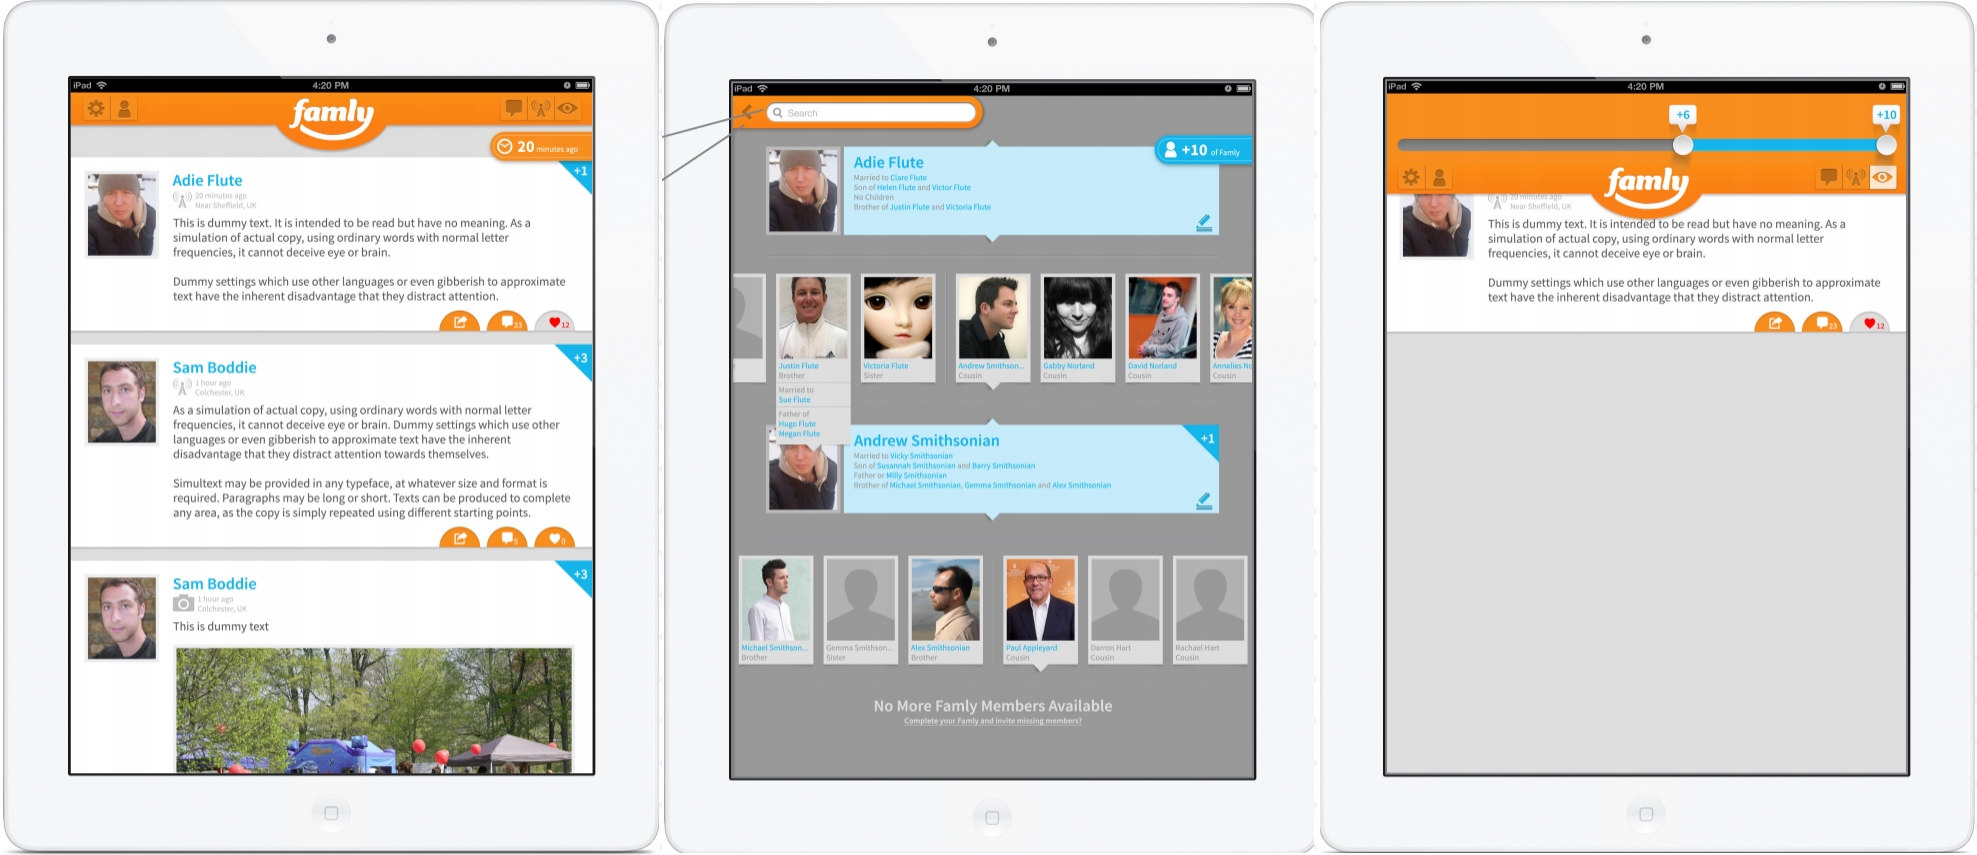 iPad
4:20 PM
famly
20 minutes ago
+1
Adie Flute
20 minutes ago
Near Sheffield, UK
This is dummy text. It is intended to be read but have no meaning. As a
simulation of actual copy, using ordinary words with normal letter
frequencies, it cannot deceive eye or brain.
Dummy settings which use other languages or even gibberish to approximate
text have the inherent disadvantage that they distract attention.
23
12
+3
Sam Boddie
1 hour ago
Colchester, UK
As a simulation of actual copy, using ordinary words with normal letter
frequencies, it cannot deceive eye or brain. Dummy settings which use other
languages or even gibberish to approximate text have the inherent
disadvantage that they distract attention towards themselves.
Simultext may be provided in any typeface, at whatever size and format is
required. Paragraphs may be long or short. Texts can be produced to complete
any area, as the copy is simply repeated using different starting points.
5
0
+3
Sam Boddie
1 hour ago
Colchester, UK
This is dummy text
iPad
4:20 PM
Search
+10 of Famly
Adie Flute
Married to Clare Flute
Son of Helen Flute and Victor Flute
No Children
Brother of Justin Flute and Victoria Flute
Justin Flute
Brother
Married to
Sue Flute
Father of
Hugo Flute
Megan Flute
Victoria Flute
Sister
Andrew Smithson...
Cousin
Gabby Norland
Cousin
David Norland
Cousin
Annelies No
Cousin
+1
Andrew Smithsonian
Married to Vicky Smithsonian
Son of Susannah Smithsonian and Barry Smithsonian
Father or Milly Smithsonian
Brother of Michael Smithsonian, Gemma Smithsonian and Alex Smithsonian
Michael Smithson...
Brother
Gemma Smithson...
Sister
Alex Smithsonian
Brother
Paul Appleyard
Cousin
Darron Hart
Cousin
Rachael Hart
Cousin
No More Famly Members Available
Complete your Famly and invite missing members?
iPad
4:20 PM
+6
+10
famly
20 minutes ago
Near Sheffield, UK
This is dummy text. It is intended to be read but have no meaning. As a
simulation of actual copy, using ordinary words with normal letter
frequencies, it cannot deceive eye or brain.
Dummy settings which use other languages or even gibberish to approximate
text have the inherent disadvantage that they distract attention.
23
12